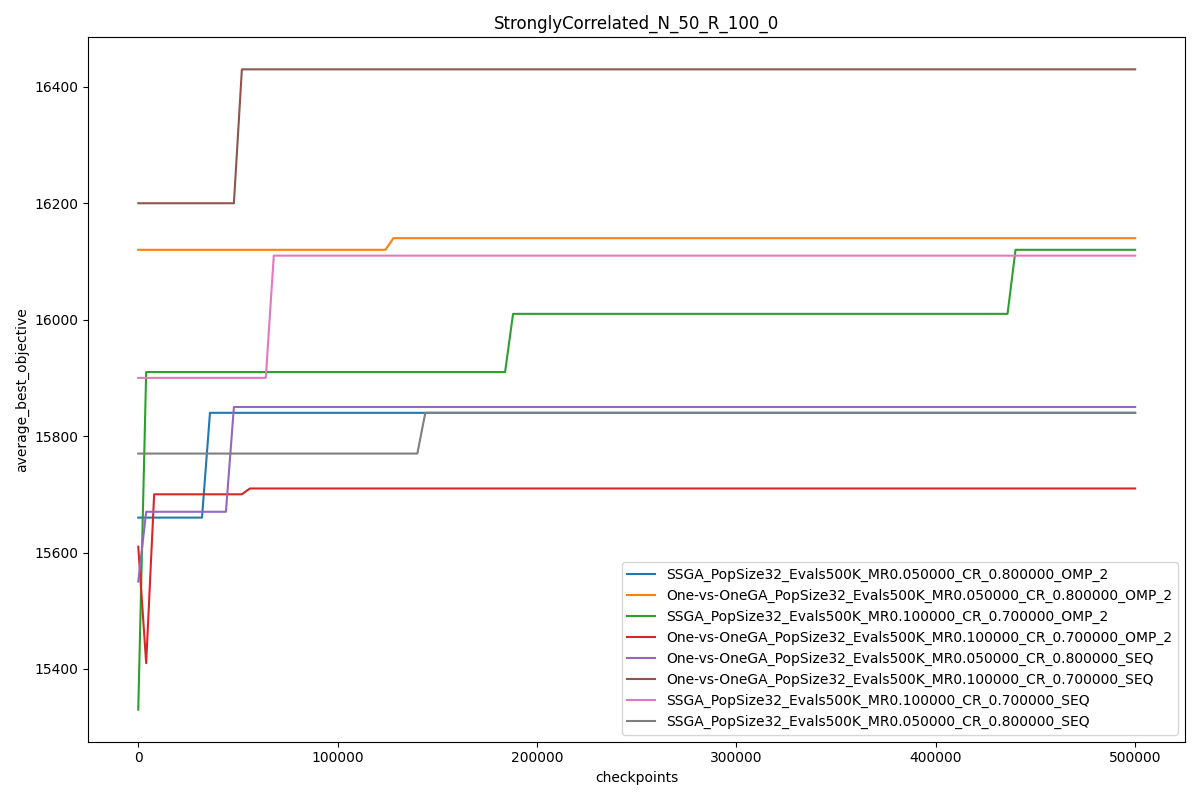 StronglyCorrelated_N_50_R_100_0
average_best_objective
16400
16200
16000
15800
15600
15400
SSGA_PopSize32_Evals500K_MR0.050000_CR_0.800000_OMP_2
One-vs-OneGA_PopSize32_Evals500K_MR0.050000_CR_0.800000_OMP_2
SSGA_PopSize32_Evals500K_MR0.100000_CR_0.700000_OMP_2
One-vs-OneGA_PopSize32_Evals500K_MR0.100000_CR_0.700000_OMP_2
One-vs-OneGA_PopSize32_Evals500K_MR0.050000_CR_0.800000_SEQ
One-vs-OneGA_PopSize32_Evals500K_MR0.100000_CR_0.700000_SEQ
SSGA_PopSize32_Evals500K_MR0.100000_CR_0.700000_SEQ
SSGA_PopSize32_Evals500K_MR0.050000_CR_0.800000_SEQ
0 100000 200000 300000 400000 500000
checkpoints